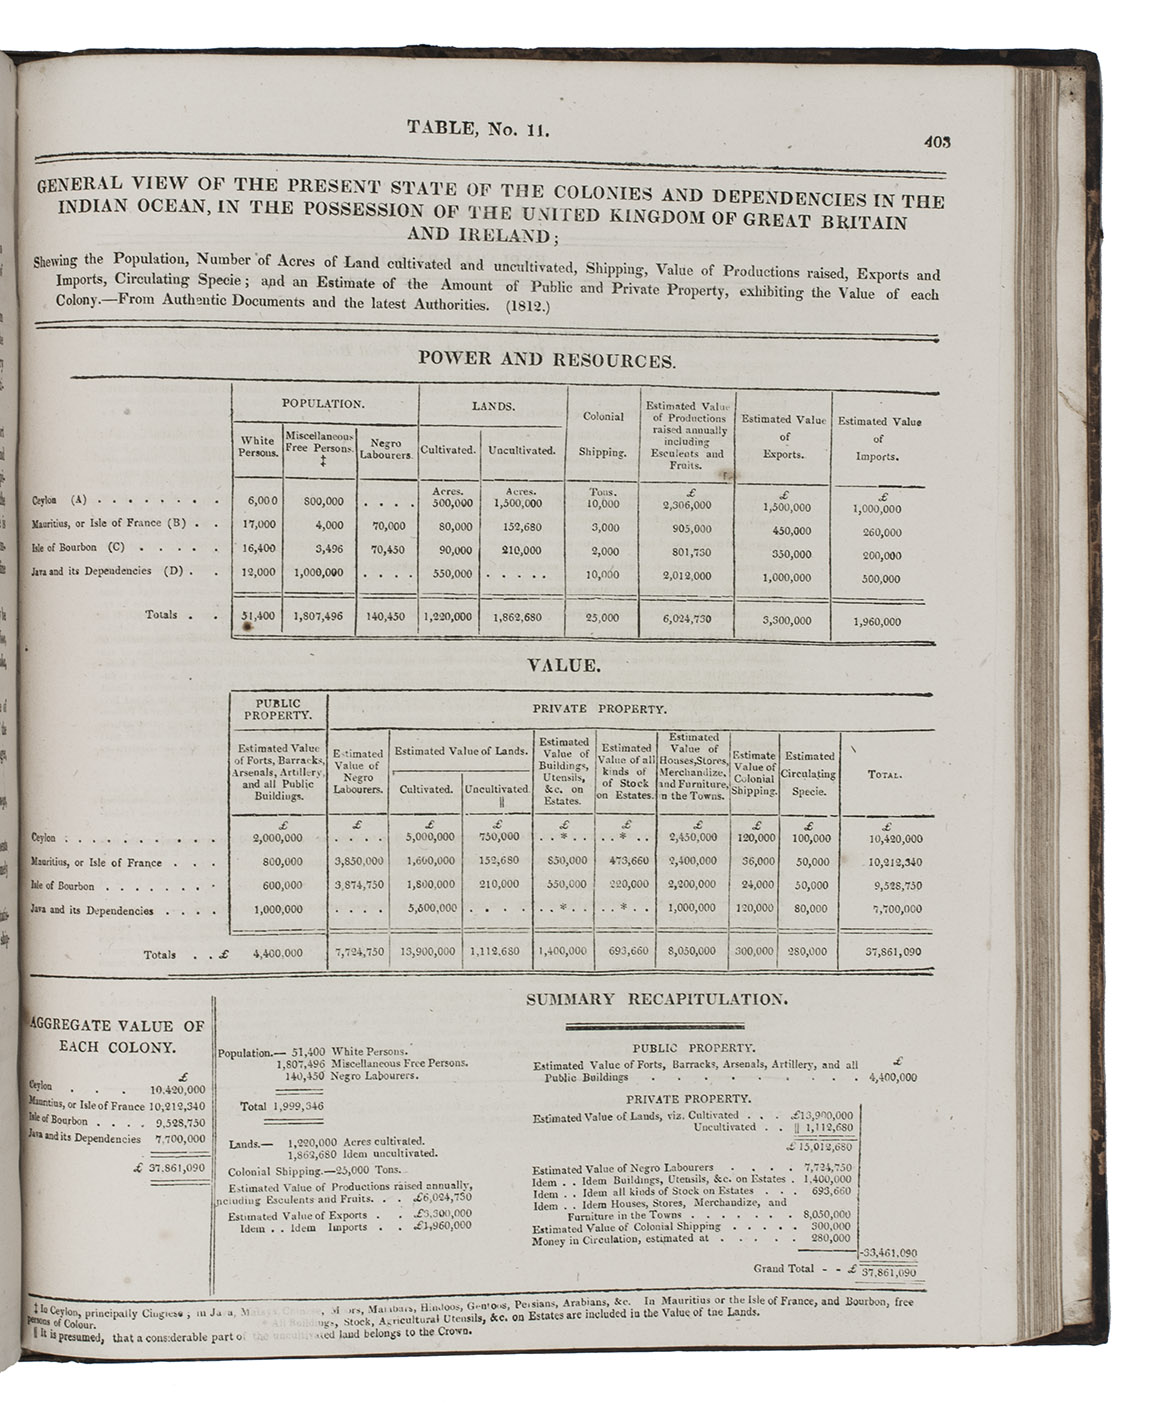 TABLE, No. 11.
403
GENERAL VIEW OF THE PRESENT STATE OF THE COLONIES AND DEPENDENCIES IN THE
INDIAN OCEAN, IN THE POSSESSION OF THE UNITED KINGDOM OF GREAT BRITAIN
AND IRELAND;
Shewing the Population, Number of Acres of Land cultivated and uncultivated, Shipping, Value of Productions raised, Exports and
Imports, Circulating Specie; and an Estimate of the Amount of Public and Private Property, exhibiting the Value of each
Colony.—From Authentic Documents and the latest Authorities. (1812.)
POWER AND RESOURCES.
POPULATION. LANDS. Colonial Shipping. Estimated Value of Productions raised annually including Esculents and Fruits. Estimated Value of Exports. Estimated Value of Imports.
White Persons. Miscellaneous Free Persons. ‡ Negro Labourers. Cultivated. Uncultivated.
Acres. Acres. Tons. £ £ £
Ceylon (A) . . . . . . . . 6,000 800,000 . . . . 500,000 1,500,000 10,000 2,306,000 1,500,000 1,000,000
Mauritius, or Isle of France (B) . . 17,000 4,000 70,000 80,000 152,680 3,000 905,000 450,000 260,000
Isle of Bourbon (C) . . . . . 16,400 3,496 70,450 90,000 210,000 2,000 801,730 350,000 200,000
Java and its Dependencies (D) . . 12,000 1,000,000 . . . . 550,000 . . . . . 10,000 2,012,000 1,000,000 500,000
Totals . . 51,400 1,807,496 140,450 1,220,000 1,862,680 25,000 6,024,730 3,300,000 1,960,000
VALUE.
PUBLIC PROPERTY. PRIVATE PROPERTY.
Estimated Value of Forts, Barracks, Arsenals, Artillery, and all Public Buildings. Estimated Value of Negro Labourers. Estimated Value of Lands. Estimated Value of Buildings, Utensils, &c. on Estates. Estimated Value of all kinds of of Stock on Estates. Estimated Value of Houses, Stores, Merchandize, and Furniture, in the Towns. Estimate Value of Colonial Shipping. Estimated Circulating Specie. TOTAL.
Cultivated. Uncultivated. ||
£ £ £ £ £ £ £ £ £ £
Ceylon . . . . . . . . 2,000,000 . . . . 5,000,000 750,000 . . * . . . . * . . 2,450,000 120,000 100,000 10,420,000
Mauritius, or Isle of France . . . 800,000 3,850,000 1,600,000 152,680 850,000 473,660 2,400,000 36,000 50,000 10,212,340
Isle of Bourbon . . . . . . . . 600,000 3,874,750 1,800,000 210,000 550,000 220,000 2,200,000 24,000 50,000 9,528,750
Java and its Dependencies . . . . 1,000,000 . . . . 5,500,000 . . . . . . * . . . . * . . 1,000,000 120,000 80,000 7,700,000
Totals . . £ 4,400,000 7,724,750 13,900,000 1,112,680 1,400,000 693,660 8,050,000 300,000 280,000 37,861,090
AGGREGATE VALUE OF
EACH COLONY.
£
Ceylon . . . 10,420,000
Mauritius, or Isle of France 10,212,340
Isle of Bourbon . . . . 9,528,750
Java and its Dependencies 7,700,000
£ 37,861,090
Population.— 51,400 White Persons.
1,807,496 Miscellaneous Free Persons.
140,450 Negro Labourers.
Total 1,999,346
Lands.— 1,220,000 Acres cultivated.
1,862,680 Idem uncultivated.
Colonial Shipping.—25,000 Tons.
Estimated Value of Productions raised annually,
including Esculents and Fruits. . . £6,024,750
Estimated Value of Exports . . £3,300,000
Idem . . Idem Imports . . £1,960,000
SUMMARY RECAPITULATION.
PUBLIC PROPERTY.
Estimated Value of Forts, Barracks, Arsenals, Artillery, and all £
Public Buildings . . . . . . . . . 4,400,000
PRIVATE PROPERTY.
Estimated Value of Lands, viz. Cultivated . . . £13,900,000
Uncultivated . . || 1,112,680
£ 15,012,680
Estimated Value of Negro Labourers . . . . 7,724,750
Idem . . Idem Buildings, Utensils, &c. on Estates . 1,400,000
Idem . . Idem all kinds of Stock on Estates . . . 693,660
Idem . . Idem Houses, Stores, Merchandize, and
Furniture in the Towns . . . . . . . 8,050,000
Estimated Value of Colonial Shipping . . . . . 300,000
Money in Circulation, estimated at . . . . . 280,000
33,461,090
Grand Total - - £ 37,861,090
‡ In Ceylon, principally Cinglese; in Java, Malays, Chinese, Moors, Malabars, Hindoos, Gentoos, Persians, Arabians, &c. In Mauritius or the Isle of France, and Bourbon, free
persons of Colour. * All Buildings, Stock, Agricultural Utensils, &c. on Estates are included in the Value of the Lands.
|| It is presumed, that a considerable part of the uncultivated land belongs to the Crown.